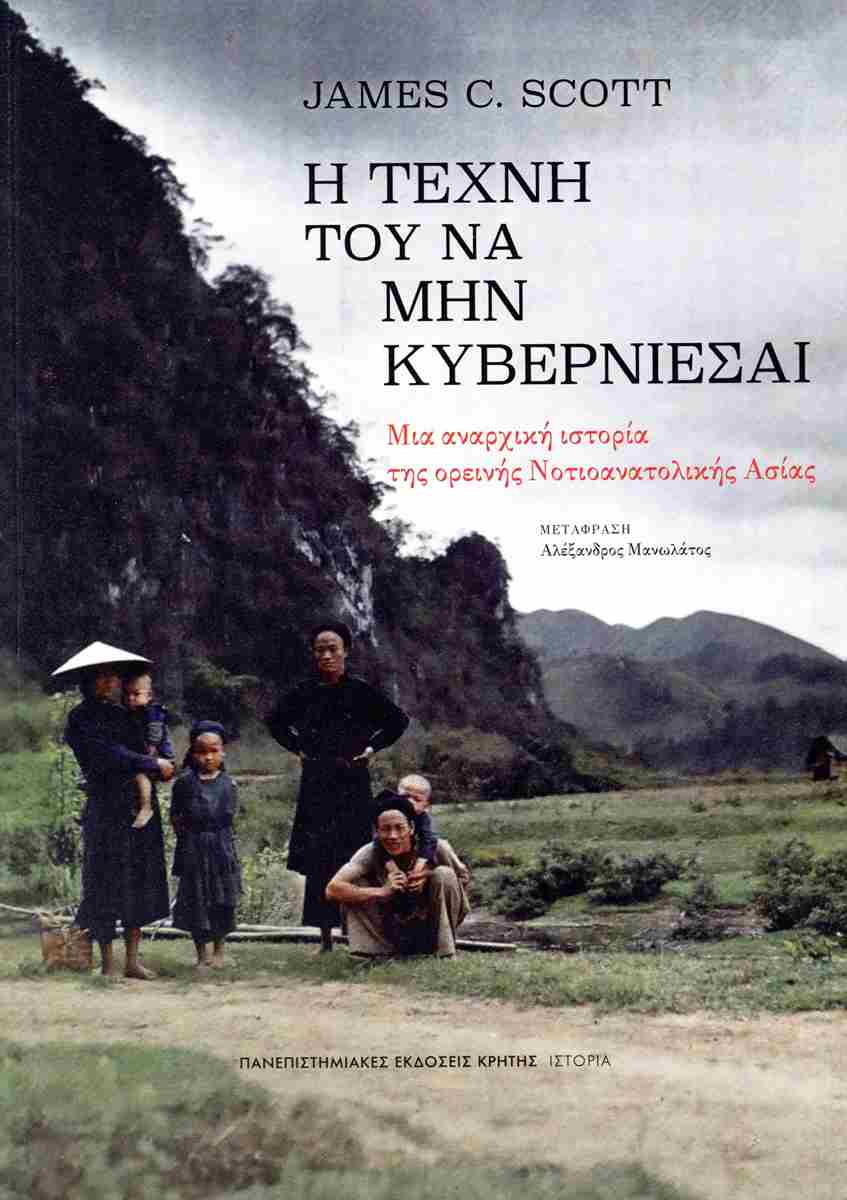 JAMES C. SCOTT
Η ΤΕΧΝΗ
ΤΟΥ ΝΑ
ΜΗΝ
ΚΥΒΕΡΝΙΕΣΑΙ
Μια αναρχική ιστορία
της ορεινής Νοτιοανατολικής Ασίας
ΜΕΤΑΦΡΑΣΗ
Αλέξανδρος Μανωλάτος
ΠΑΝΕΠΙΣΤΗΜΙΑΚΕΣ ΕΚΔΟΣΕΙΣ ΚΡΗΤΗΣ ΙΣΤΟΡΙΑ